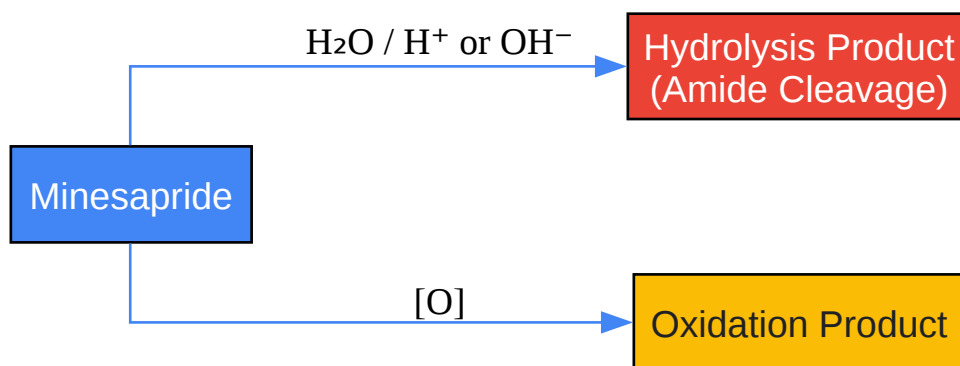 H₂O / H⁺ or OH⁻
Hydrolysis Product
(Amide Cleavage)
Minesapride
[O]
Oxidation Product